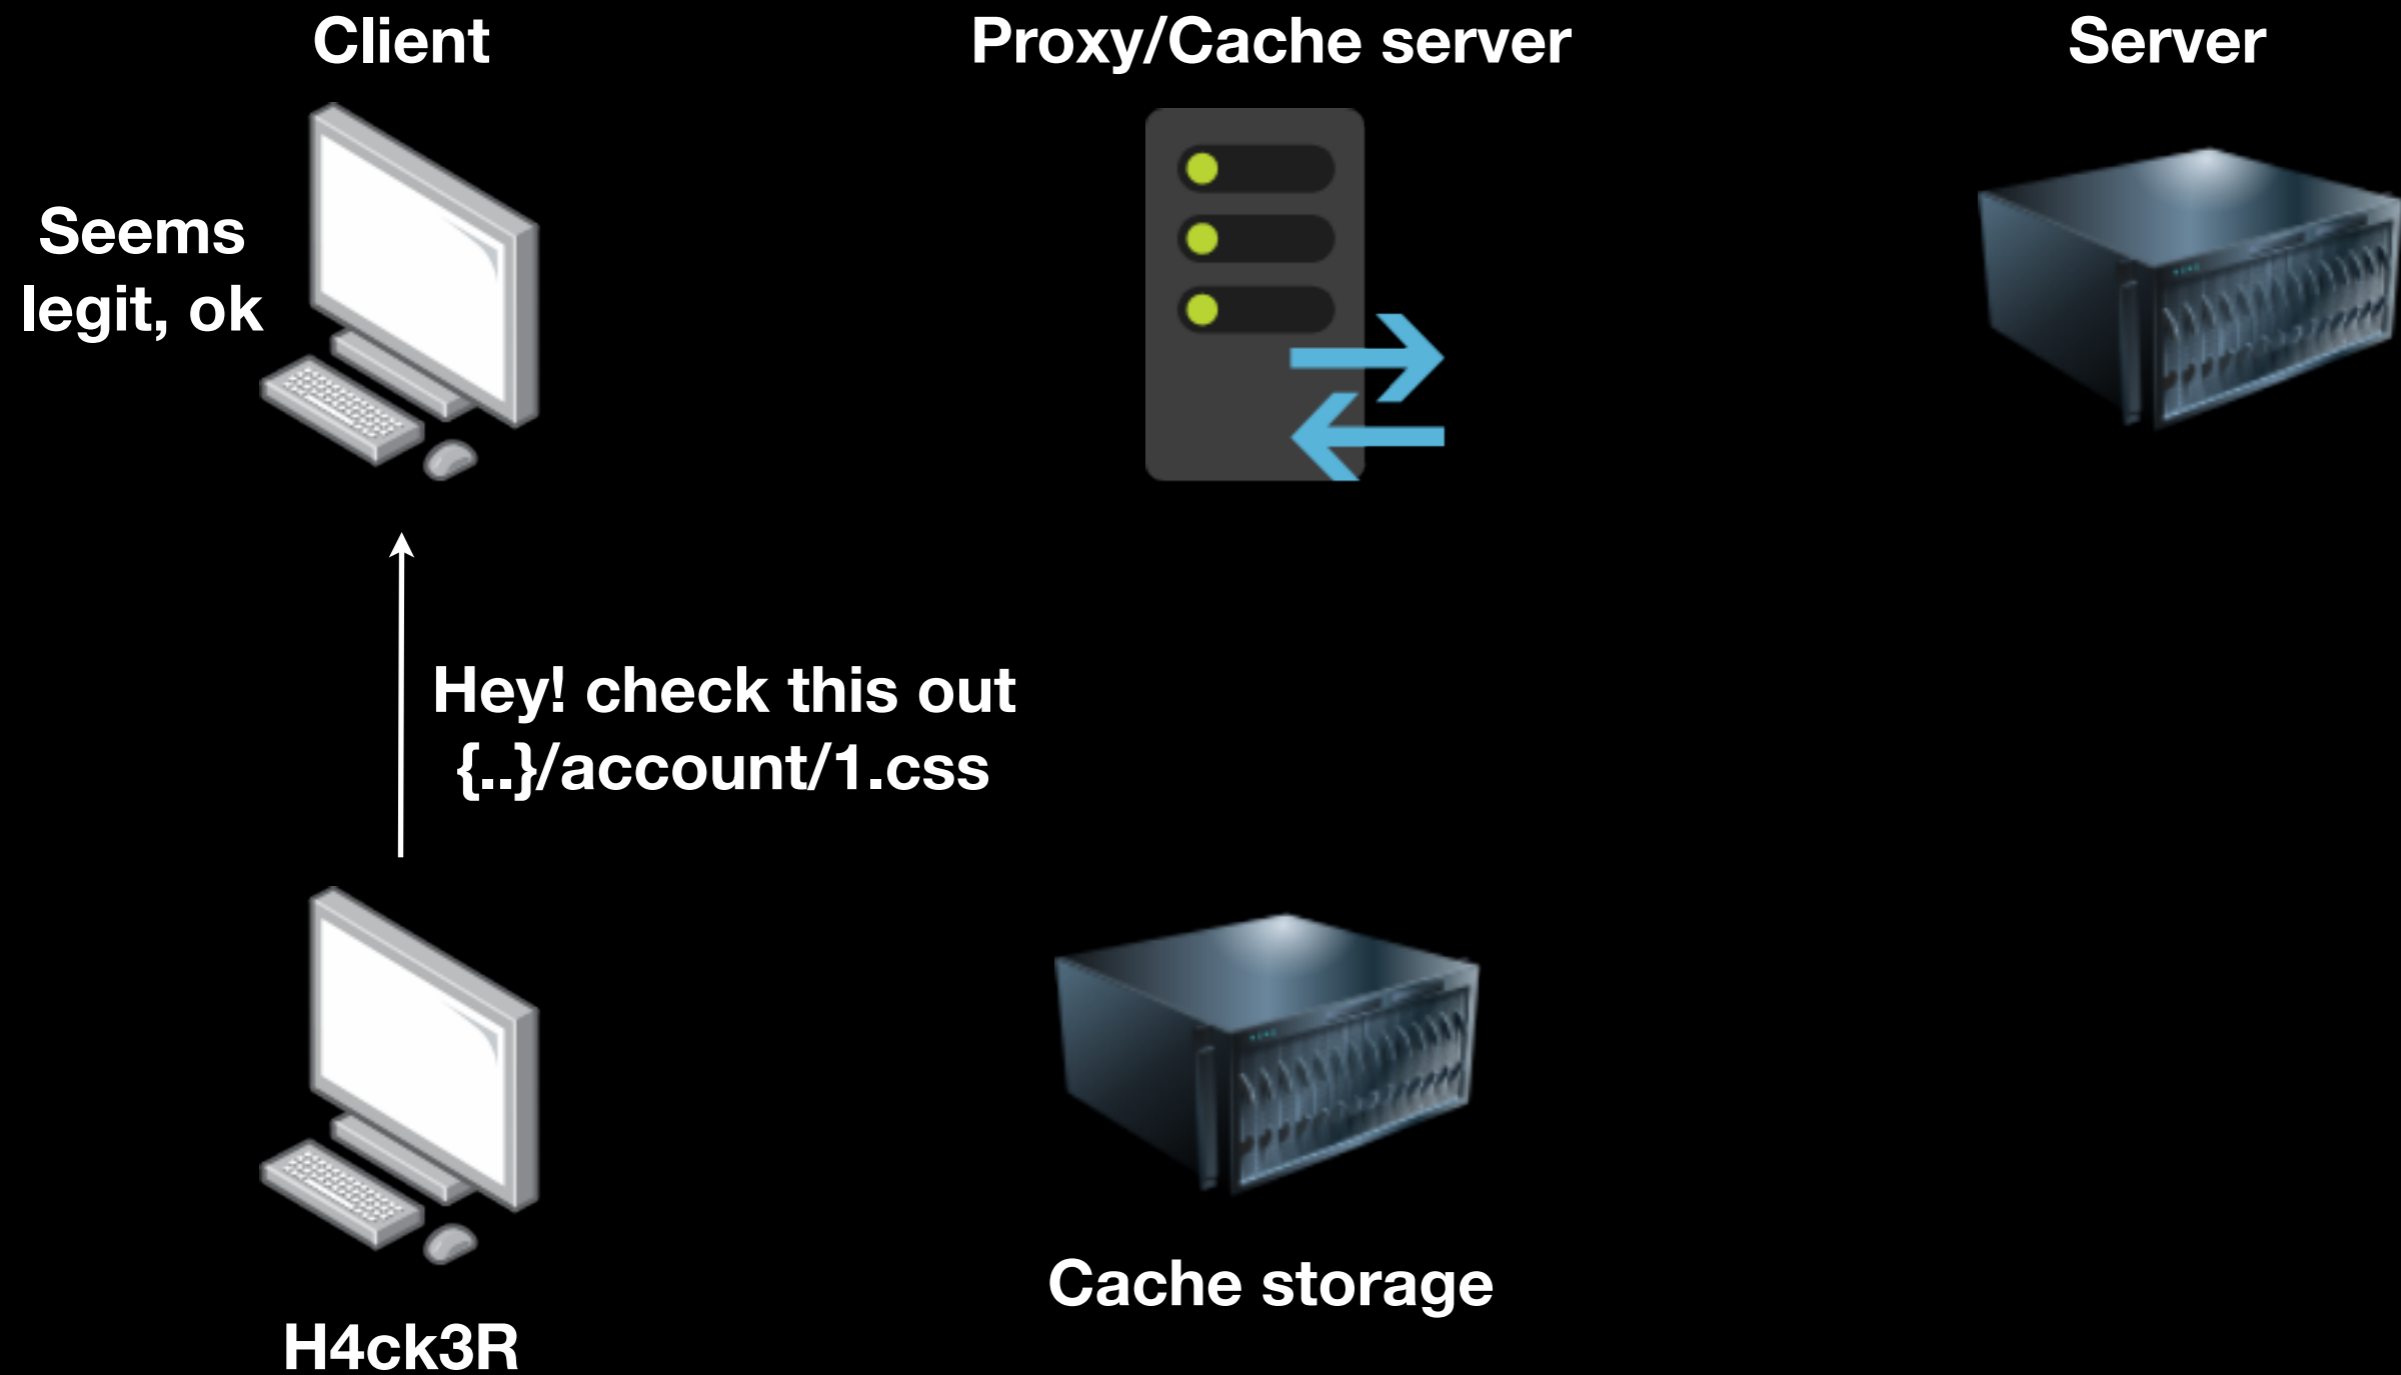 Client
Proxy/Cache server
Server
Seems
legit, ok
Hey! check this out
{..}/account/1.css
Cache storage
H4ck3R